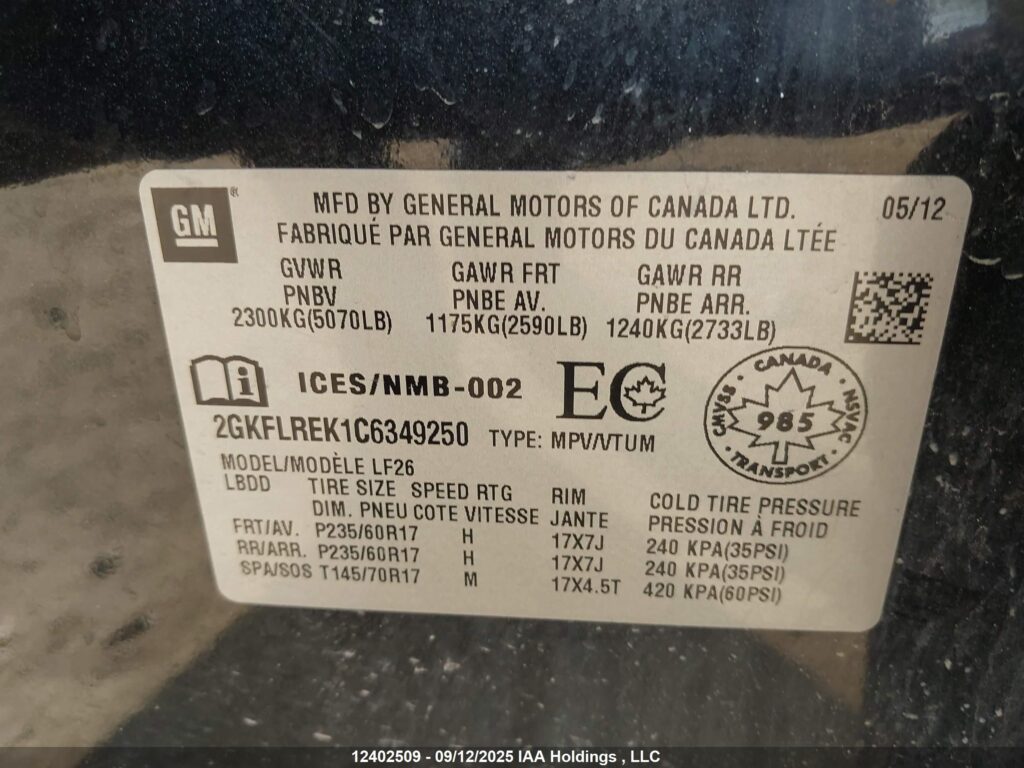 GM®
MFD BY GENERAL MOTORS OF CANADA LTD. 05/12
FABRIQUÉ PAR GENERAL MOTORS DU CANADA LTÉE
GVWR GAWR FRT GAWR RR
PNBV PNBE AV. PNBE ARR.
2300KG(5070LB) 1175KG(2590LB) 1240KG(2733LB)
i ICES/NMB-002 EC
CANADA
CMVSS 985 NSVAC
TRANSPORT
2GKFLREK1C6349250 TYPE: MPV/VTUM
MODEL/MODÈLE LF26
LBDD TIRE SIZE SPEED RTG RIM COLD TIRE PRESSURE
DIM. PNEU COTE VITESSE JANTE PRESSION À FROID
FRT/AV. P235/60R17 H 17X7J 240 KPA(35PSI)
RR/ARR. P235/60R17 H 17X7J 240 KPA(35PSI)
SPA/SOS T145/70R17 M 17X4.5T 420 KPA(60PSI)
12402509 - 09/12/2025 IAA Holdings , LLC